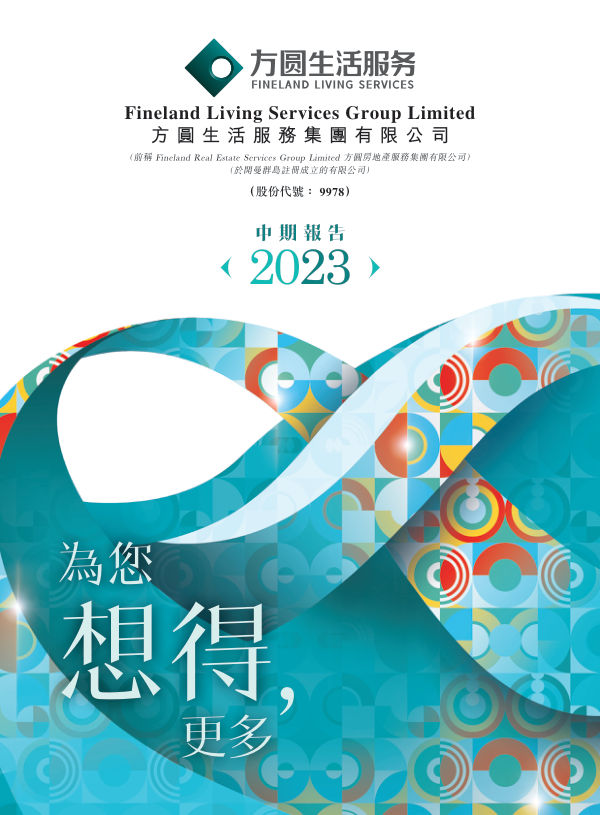 方圆生活服务
FINELAND LIVING SERVICES
Fineland Living Services Group Limited
方圓生活服務集團有限公司
（前稱 Fineland Real Estate Services Group Limited 方圓房地產服務集團有限公司）
（於開曼群島註冊成立的有限公司）
（股份代號： 9978）
中期報告
2023
為您
想得,
更多